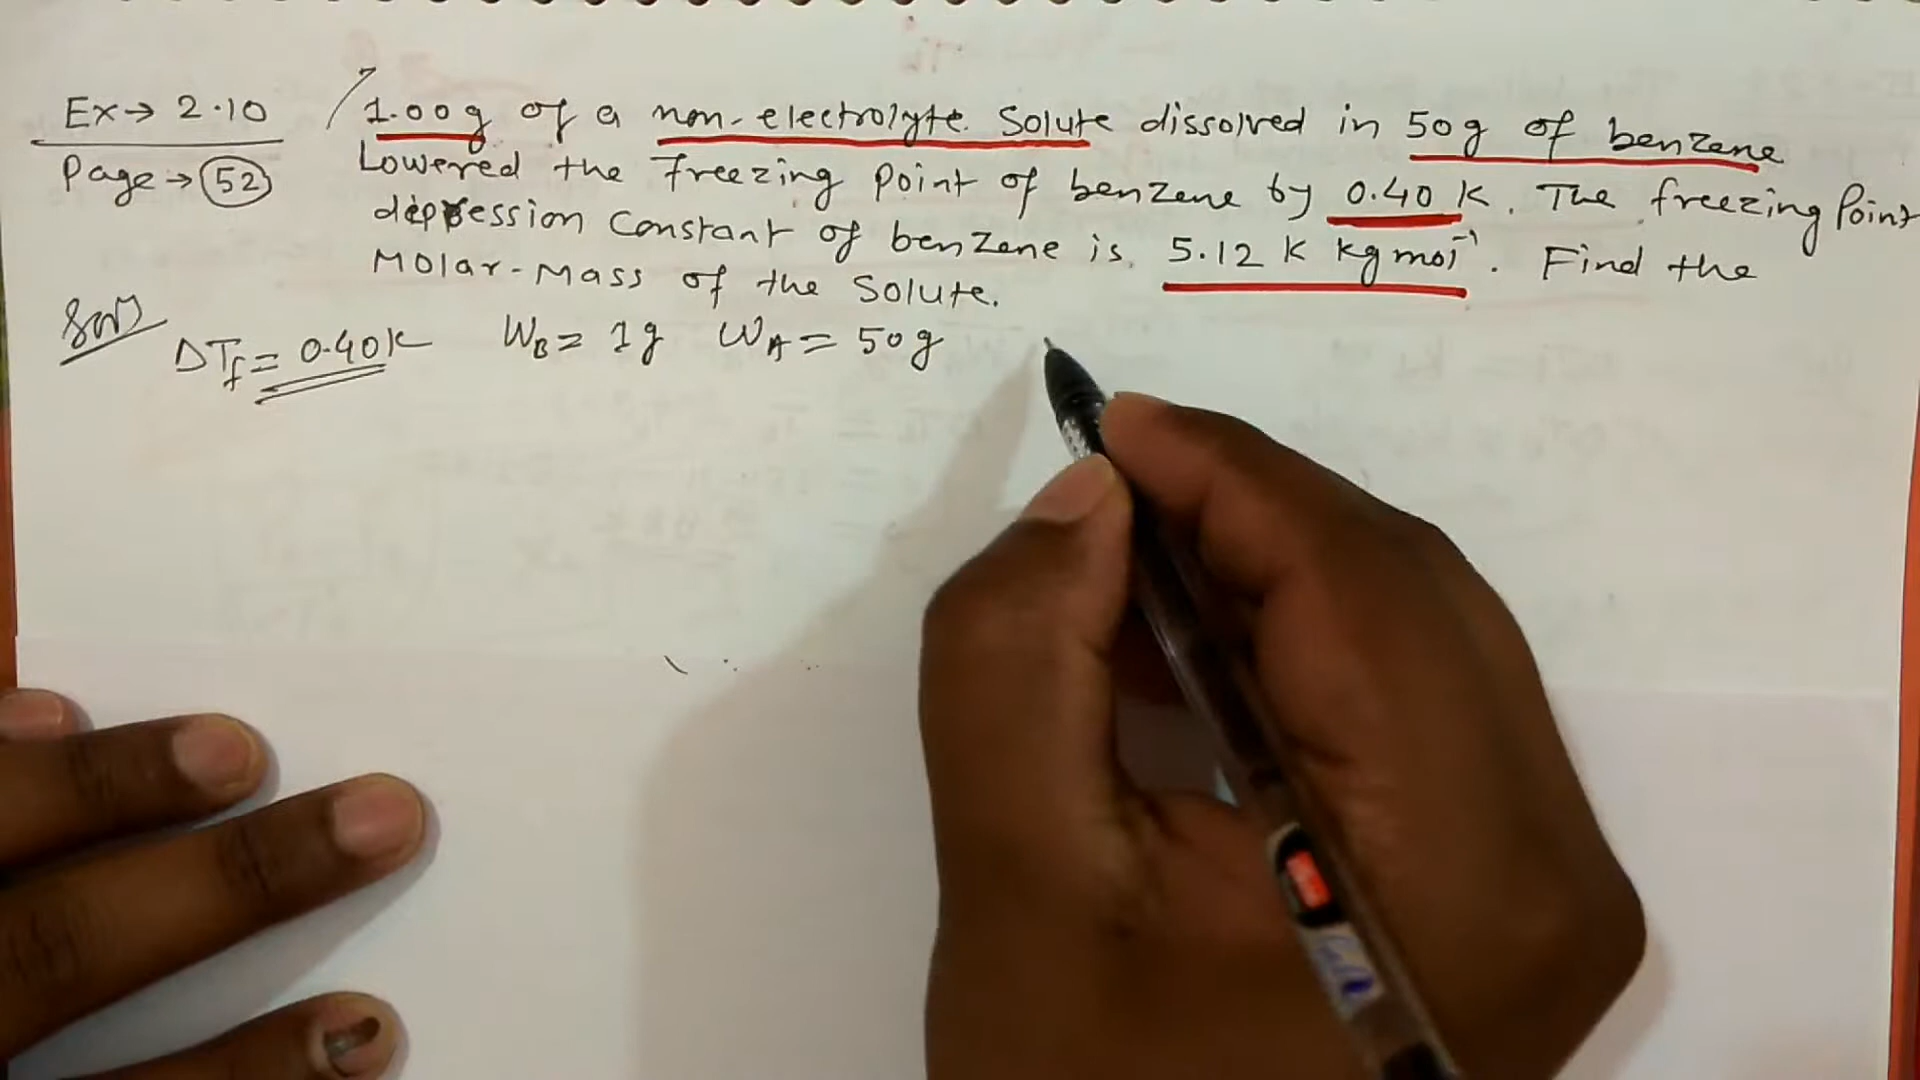 Ex→ 2.10
Page→ 52
1.00g of a non-electrolyte Solute dissolved in 50g of benzene
Lowered the freezing Point of benzene by 0.40 K. The freezing Point
depression Constant of benzene is 5.12 K kg mol⁻¹. Find the
Molar-Mass of the Solute.
Soln
ΔTf = 0.40K WB = 1g WA = 50g